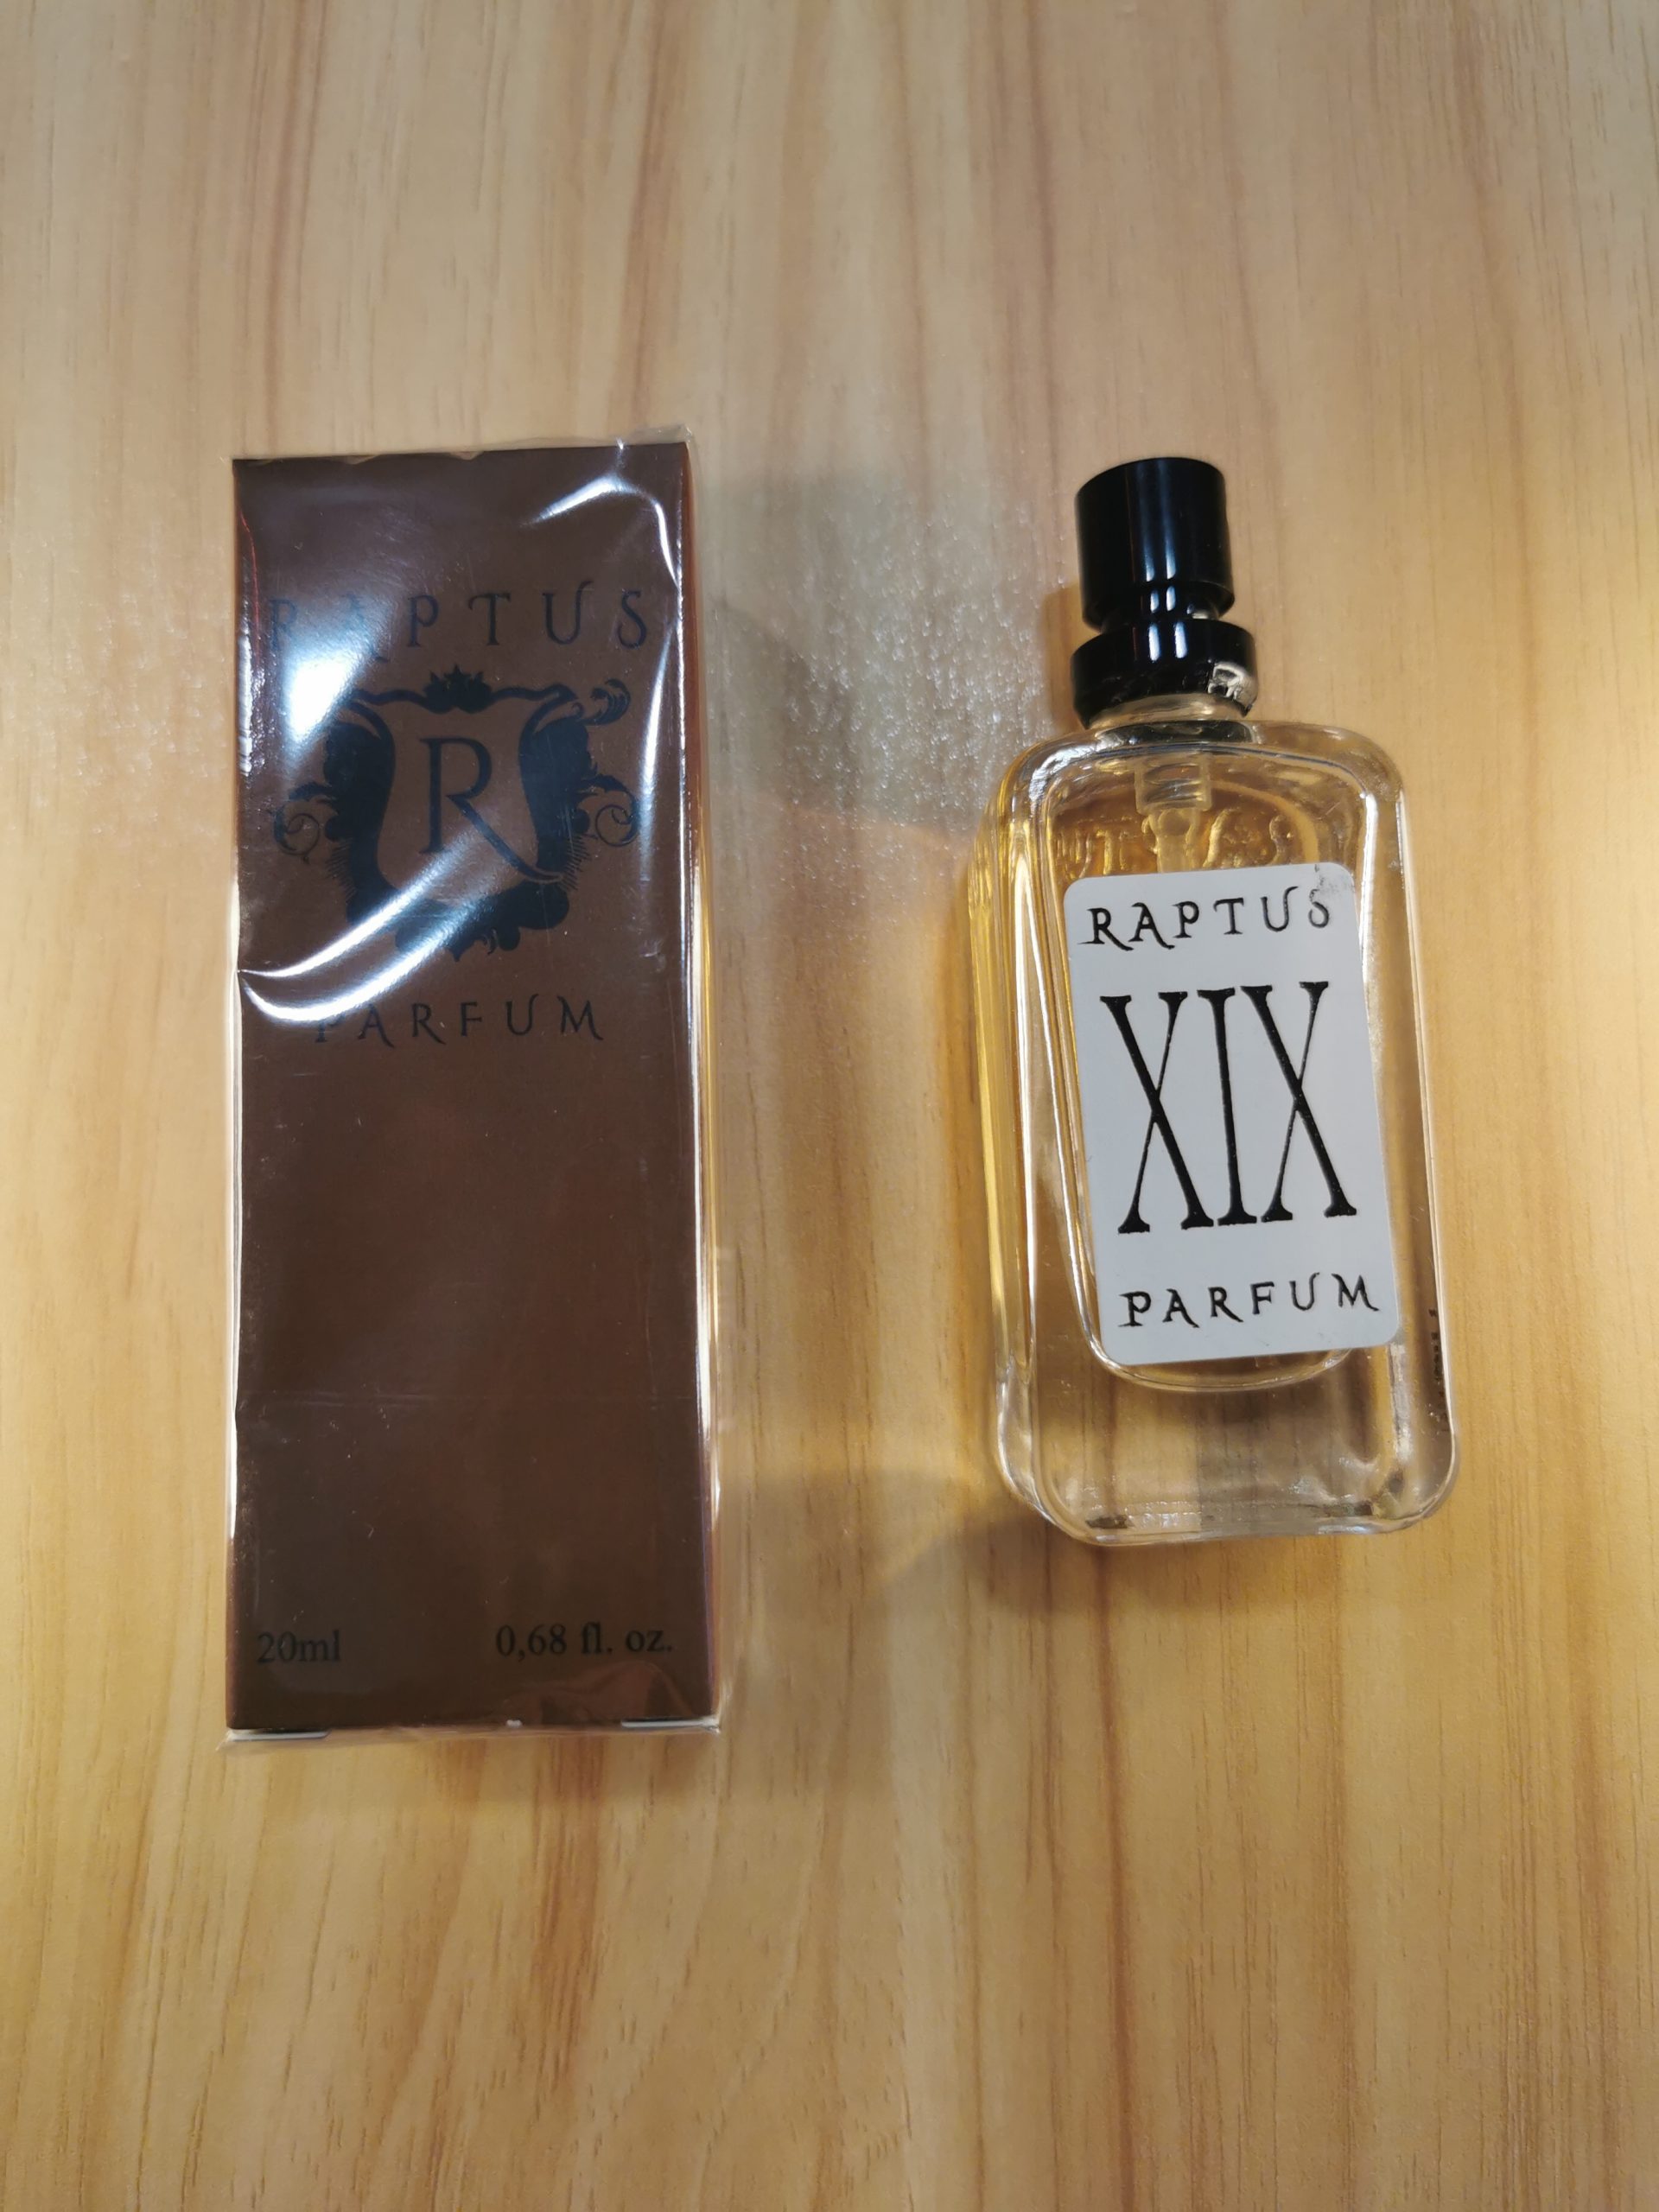 RAPTUS
R
PARFUM
20ml 0,68 fl. oz.
RAPTUS
XIX
PARFUM